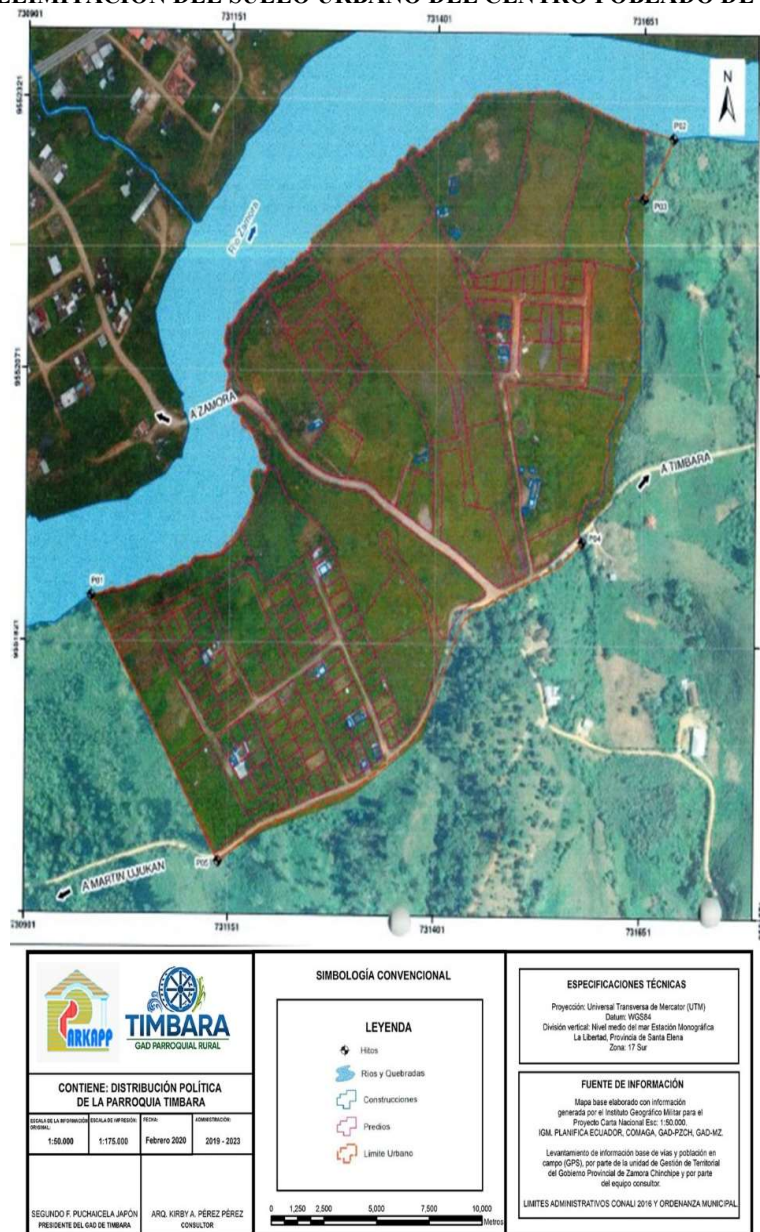 DELIMITACIÓN DEL SUELO URBANO DEL CENTRO POBLADO DE
730901
731151
731401
731651
9552321
9552071
9551821
N
P02
P03
Río Zamora
A ZAMORA
A TIMBARA
P04
P01
P05
A MARTIN UJUKAN
731151
731401
731651
PARKAPP
TIMBARA
GAD PARROQUIAL RURAL
CONTIENE: DISTRIBUCIÓN POLÍTICA
DE LA PARROQUIA TIMBARA
ESCALA DE LA INFORMACIÓN ORIGINAL:
1:50.000
ESCALA DE IMPRESIÓN:
1:175.000
FECHA:
Febrero 2020
ADMINISTRACIÓN:
2019 - 2023
SEGUNDO F. PUCHAICELA JAPÓN
PRESIDENTE DEL GAD DE TIMBARA
ARQ. KIRBY A. PÉREZ PÉREZ
CONSULTOR
SIMBOLOGÍA CONVENCIONAL
LEYENDA
Hitos
Rios y Quebradas
Construcciones
Predios
Limite Urbano
0 1,250 2,500 5,000 7,500 10,000
Metros
ESPECIFICACIONES TÉCNICAS
Proyección: Universal Transversa de Mercator (UTM)
Datum: WGS84
División vertical: Nivel medio del mar Estación Monográfica
La Libertad, Provincia de Santa Elena
Zona: 17 Sur
FUENTE DE INFORMACIÓN
Mapa base elaborado con información
generada por el Instituto Geográfico Militar para el
Proyecto Carta Nacional Esc: 1:50.000,
IGM, PLANIFICA ECUADOR, COMAGA, GAD-PZCH, GAD-MZ.
Levantamiento de información base de vías y población en
campo (GPS), por parte de la unidad de Gestión de Territorial
del Gobierno Provincial de Zamora Chinchipe y por parte
del equipo consultor.
LIMITES ADMINISTRATIVOS CONALI 2016 Y ORDENANZA MUNICIPAL